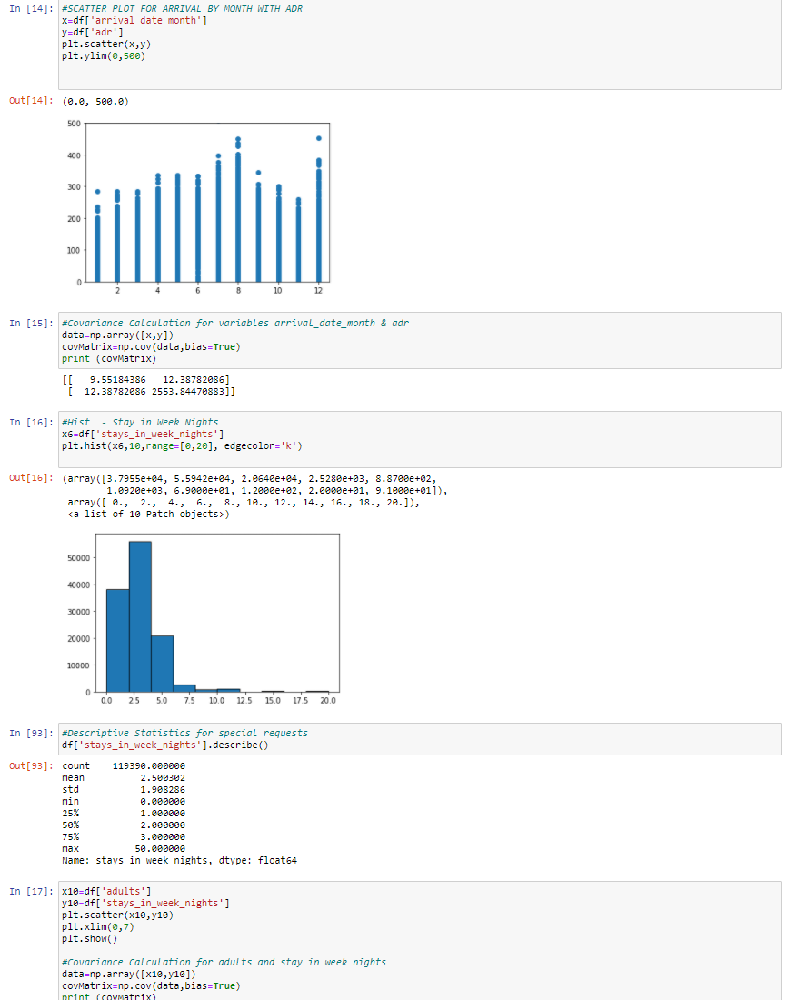 In [14]: #SCATTER PLOT FOR ARRIVAL BY MONTH WITH ADR
x=df['arrival_date_month']
y=df['adr']
plt.scatter(x,y)
plt.ylim(0,500)
Out[14]: (0.0, 500.0)
500
400
300
200
100
0
2 4 6 8 10 12
In [15]: #Covariance Calculation for variables arrival_date_month & adr
data=np.array([x,y])
covMatrix=np.cov(data,bias=True)
print (covMatrix)
[[   9.55184386   12.38782086]
 [  12.38782086 2553.84470883]]
In [16]: #Hist  - Stay in Week Nights
x6=df['stays_in_week_nights']
plt.hist(x6,10,range=[0,20], edgecolor='k')
Out[16]: (array([3.7955e+04, 5.5942e+04, 2.0640e+04, 2.5280e+03, 8.8700e+02,
        1.0920e+03, 6.9000e+01, 1.2000e+02, 2.0000e+01, 9.1000e+01]),
 array([ 0.,  2.,  4.,  6.,  8., 10., 12., 14., 16., 18., 20.]),
 <a list of 10 Patch objects>)
50000
40000
30000
20000
10000
0
0.0 2.5 5.0 7.5 10.0 12.5 15.0 17.5 20.0
In [93]: #Descriptive Statistics for special requests
df['stays_in_week_nights'].describe()
Out[93]: count    119390.000000
mean          2.500302
std           1.908286
min           0.000000
25%           1.000000
50%           2.000000
75%           3.000000
max          50.000000
Name: stays_in_week_nights, dtype: float64
In [17]: x10=df['adults']
y10=df['stays_in_week_nights']
plt.scatter(x10,y10)
plt.xlim(0,7)
plt.show()
#Covariance Calculation for adults and stay in week nights
data=np.array([x10,y10])
covMatrix=np.cov(data,bias=True)
print (covMatrix)